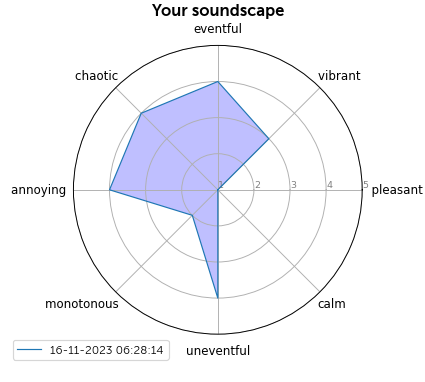 Your soundscape
eventful
chaotic
vibrant
annoying
1 2 3 4 5
pleasant
monotonous
calm
uneventful
16-11-2023 06:28:14